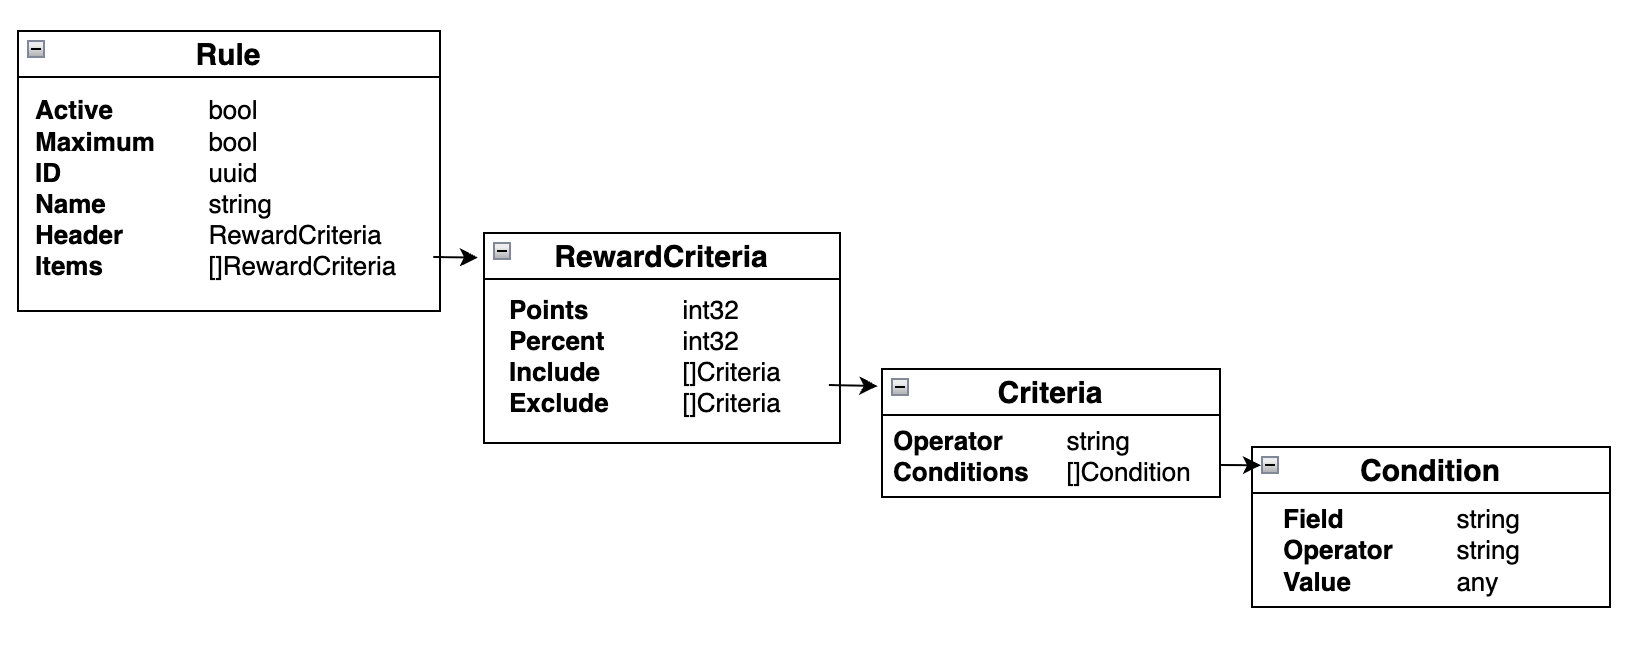 Rule
Active bool
Maximum bool
ID uuid
Name string
Header RewardCriteria
Items []RewardCriteria
RewardCriteria
Points int32
Percent int32
Include []Criteria
Exclude []Criteria
Criteria
Operator string
Conditions []Condition
Condition
Field string
Operator string
Value any